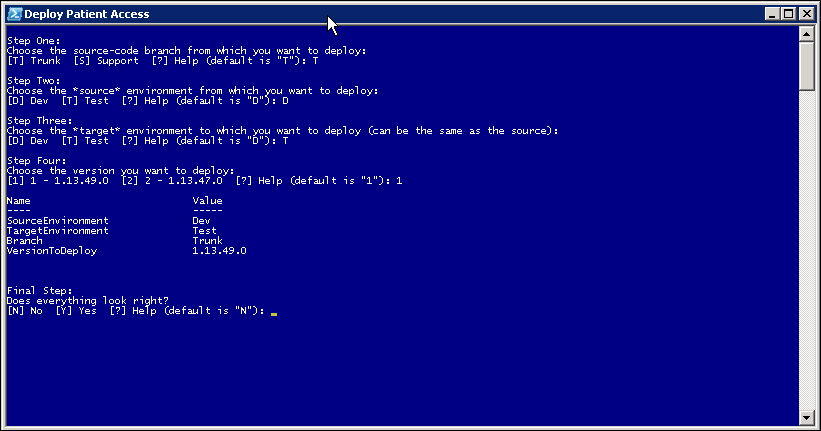 Deploy Patient Access
Step One:
Choose the source-code branch from which you want to deploy:
[T] Trunk  [S] Support  [?] Help (default is "T"): T
Step Two:
Choose the *source* environment from which you want to deploy:
[D] Dev  [T] Test  [?] Help (default is "D"): D
Step Three:
Choose the *target* environment to which you want to deploy (can be the same as the source):
[D] Dev  [T] Test  [?] Help (default is "D"): T
Step Four:
Choose the version you want to deploy:
[1] 1 - 1.13.49.0  [2] 2 - 1.13.47.0  [?] Help (default is "1"): 1
Name                           Value
----                           -----
SourceEnvironment              Dev
TargetEnvironment              Test
Branch                         Trunk
VersionToDeploy                1.13.49.0
Final Step:
Does everything look right?
[N] No  [Y] Yes  [?] Help (default is "N"): _